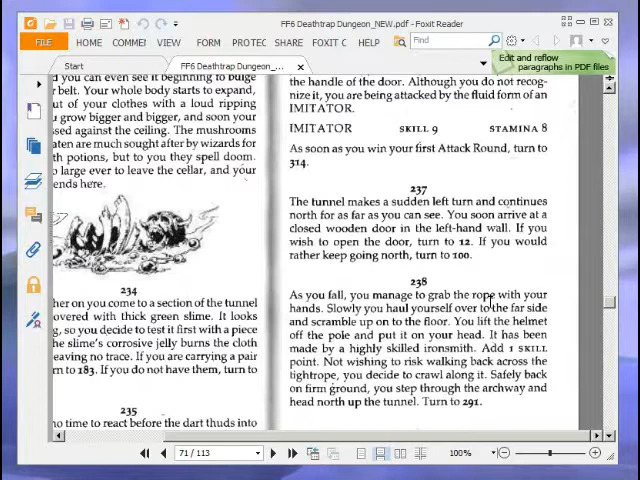 FF6 Deathtrap Dungeon_NEW.pdf - Foxit Reader
FILE HOME COMMEN VIEW FORM PROTEC SHARE FOXIT C Find
Edit and reflow
paragraphs in PDF files
Start FF6 Deathtrap Dungeon_...
d you can even see it beginning to bulge
r belt. Your whole body starts to expand,
ut of your clothes with a loud ripping
u grow bigger and bigger, and soon your
ssed against the ceiling. The mushrooms
aten are much sought after by wizards for
th potions, but to you they spell doom.
o large ever to leave the cellar, and your
ends here.
234
her on you come to a section of the tunnel
overed with thick green slime. It looks
g, so you decide to test it first with a piece
he slime's corrosive jelly burns the cloth
eaving no trace. If you are carrying a pair
rn to 183. If you do not have them, turn to
235
no time to react before the dart thuds into
the handle of the door. Although you do not recog-
nize it, you are being attacked by the fluid form of an
IMITATOR.
IMITATOR SKILL 9 STAMINA 8
As soon as you win your first Attack Round, turn to
314.
237
The tunnel makes a sudden left turn and continues
north for as far as you can see. You soon arrive at a
closed wooden door in the left-hand wall. If you
wish to open the door, turn to 12. If you would
rather keep going north, turn to 100.
238
As you fall, you manage to grab the rope with your
hands. Slowly you haul yourself over to the far side
and scramble up on to the floor. You lift the helmet
off the pole and put it on your head. It has been
made by a highly skilled ironsmith. Add 1 SKILL
point. Not wishing to risk walking back across the
tightrope, you decide to crawl along it. Safely back
on firm ground, you step through the archway and
head north up the tunnel. Turn to 291.
71 / 113
100%